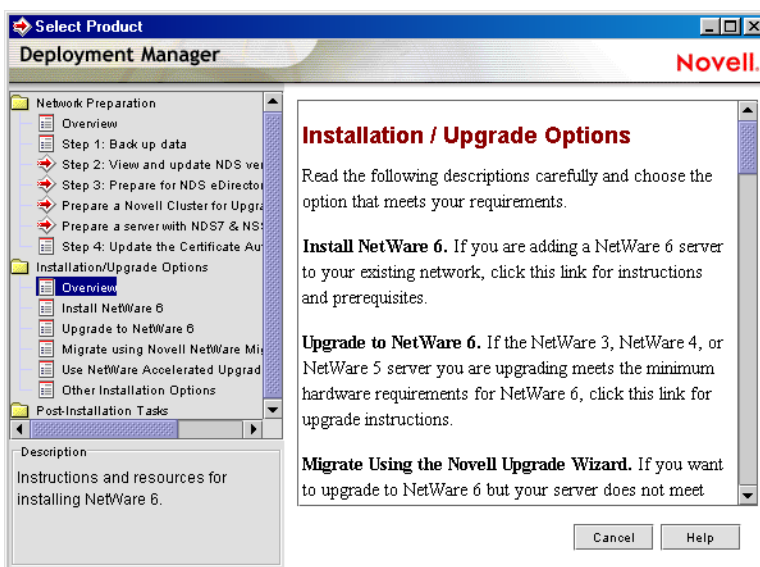 Select Product
Deployment Manager
Novell.
Network Preparation
Overview
Step 1: Back up data
Step 2: View and update NDS ver
Step 3: Prepare for NDS eDirector
Prepare a Novell Cluster for Upgra
Prepare a server with NDS7 & NS
Step 4: Update the Certificate Au
Installation/Upgrade Options
Overview
Install NetWare 6
Upgrade to NetWare 6
Migrate using Novell NetWare Mig
Use NetWare Accelerated Upgrad
Other Installation Options
Post-Installation Tasks
Description
Instructions and resources for
installing NetWare 6.
Installation / Upgrade Options
Read the following descriptions carefully and choose the
option that meets your requirements.
Install NetWare 6. If you are adding a NetWare 6 server
to your existing network, click this link for instructions
and prerequisites.
Upgrade to NetWare 6. If the NetWare 3, NetWare 4, or
NetWare 5 server you are upgrading meets the minimum
hardware requirements for NetWare 6, click this link for
upgrade instructions.
Migrate Using the Novell Upgrade Wizard. If you want
to upgrade to NetWare 6 but your server does not meet
Cancel
Help